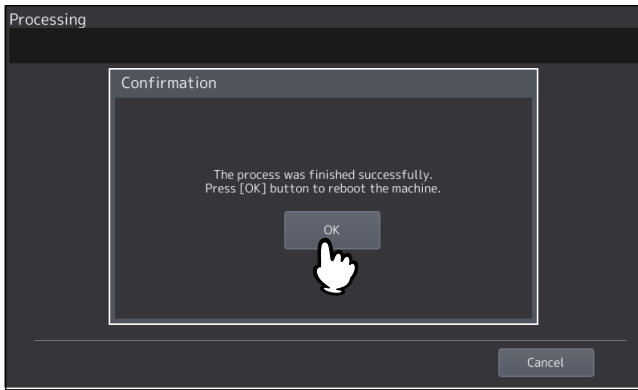 Processing
Confirmation
The process was finished successfully.
Press [OK] button to reboot the machine.
OK
Cancel